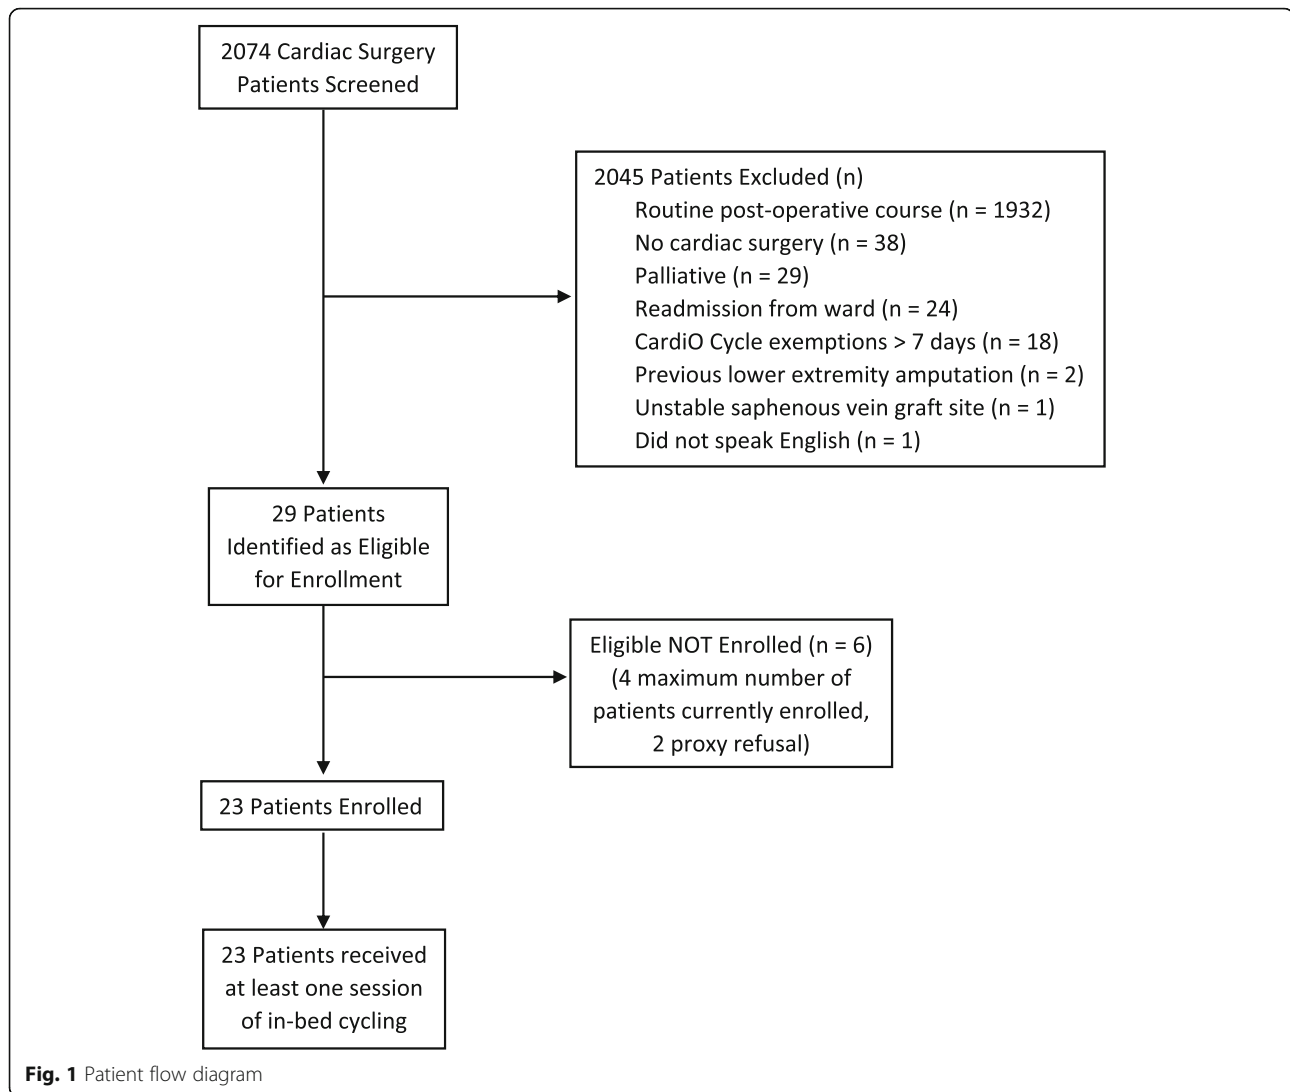 2074 Cardiac Surgery
Patients Screened
2045 Patients Excluded (n)
Routine post-operative course (n = 1932)
No cardiac surgery (n = 38)
Palliative (n = 29)
Readmission from ward (n = 24)
CardiO Cycle exemptions > 7 days (n = 18)
Previous lower extremity amputation (n = 2)
Unstable saphenous vein graft site (n = 1)
Did not speak English (n = 1)
29 Patients
Identified as Eligible
for Enrollment
Eligible NOT Enrolled (n = 6)
(4 maximum number of
patients currently enrolled,
2 proxy refusal)
23 Patients Enrolled
23 Patients received
at least one session
of in-bed cycling
Fig. 1 Patient flow diagram